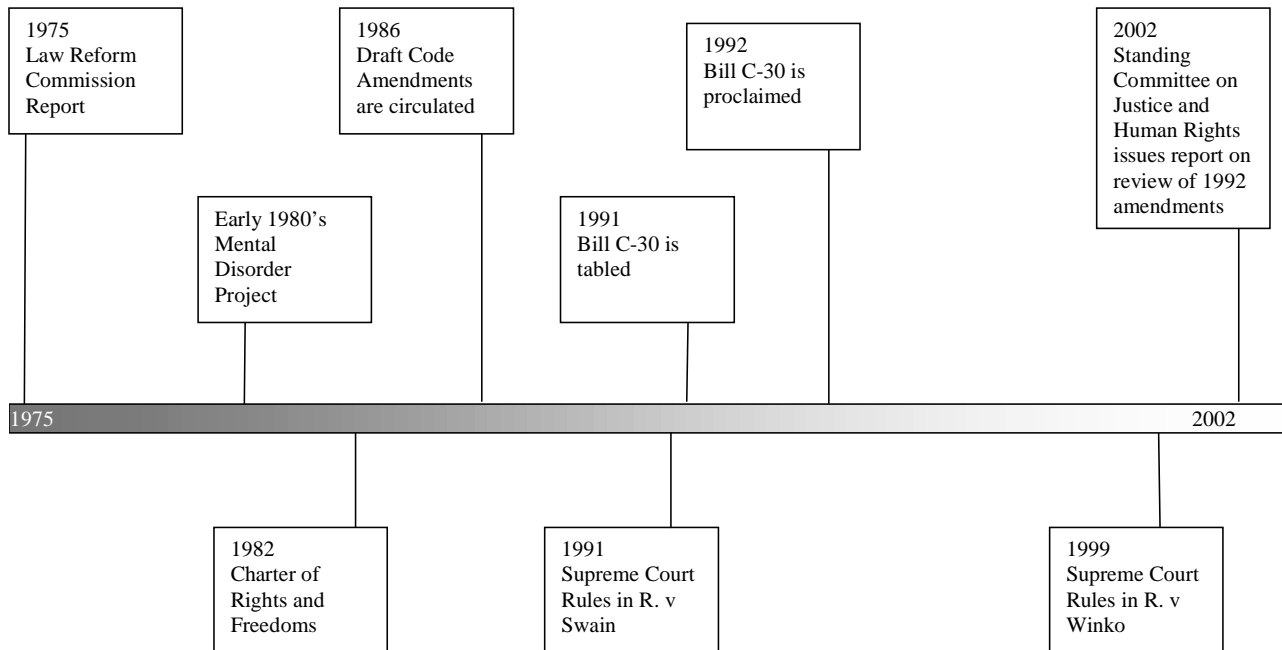 1975
Law Reform
Commission
Report
1986
Draft Code
Amendments
are circulated
1992
Bill C-30 is
proclaimed
2002
Standing
Committee on
Justice and
Human Rights
issues report on
review of 1992
amendments
Early 1980's
Mental
Disorder
Project
1991
Bill C-30 is
tabled
1975
2002
1982
Charter of
Rights and
Freedoms
1991
Supreme Court
Rules in R. v
Swain
1999
Supreme Court
Rules in R. v
Winko